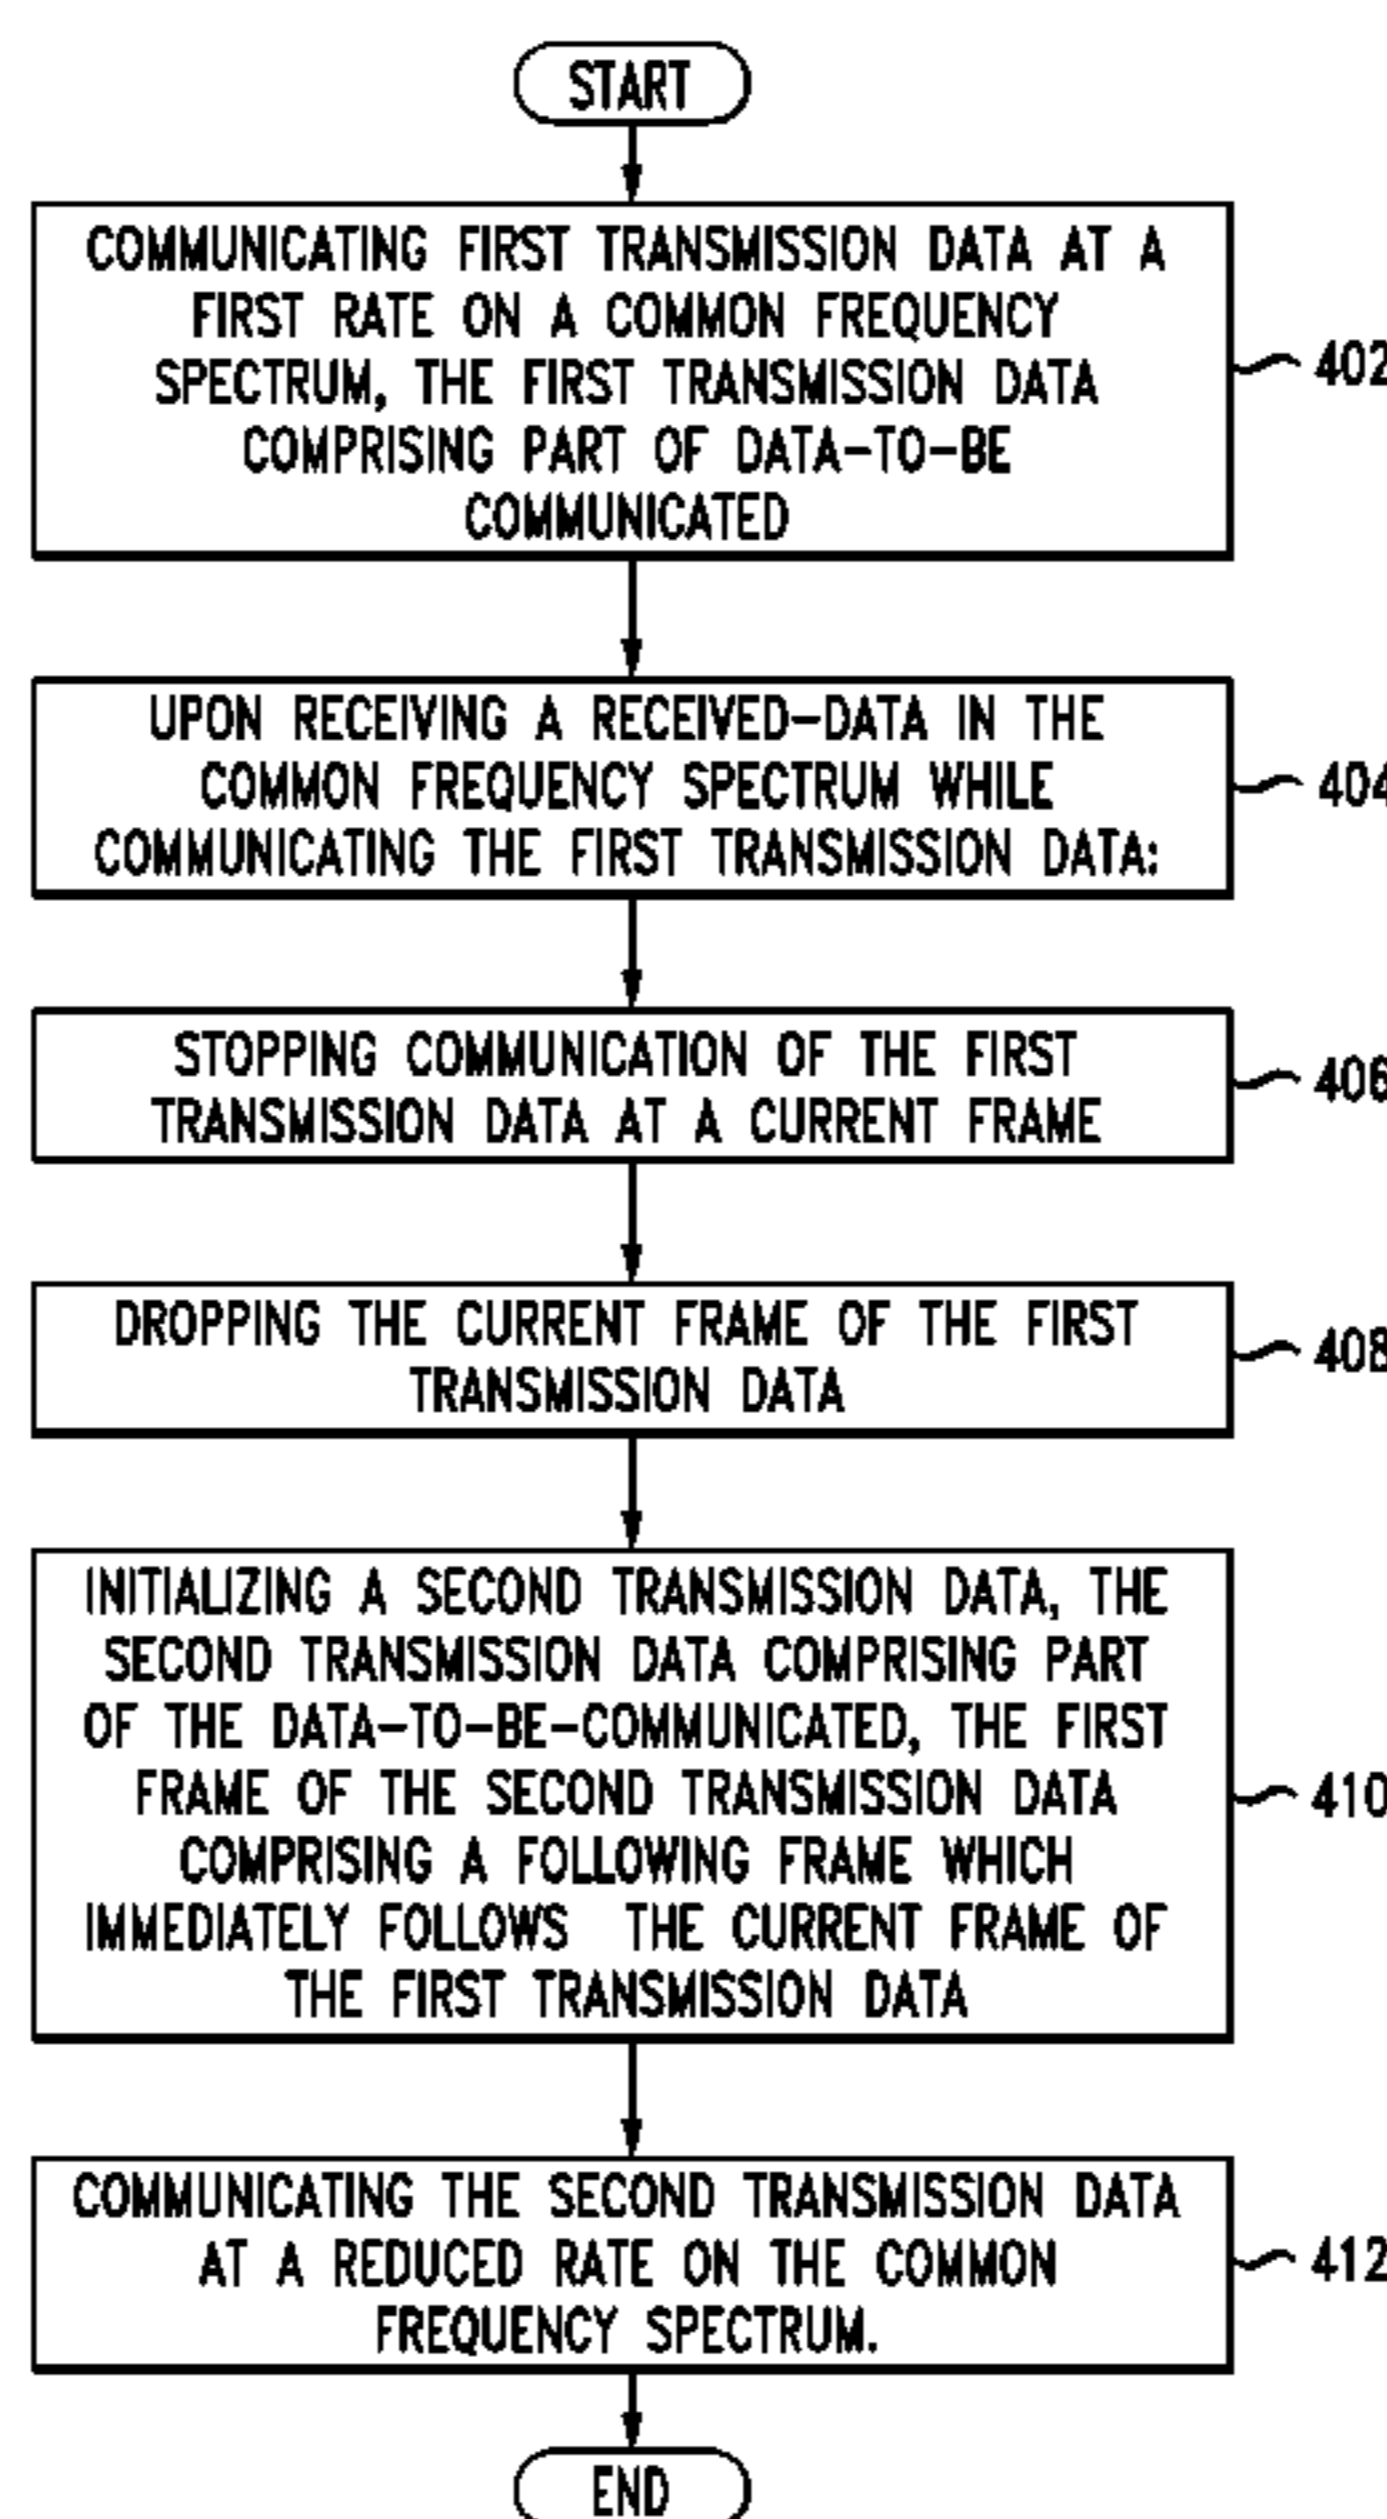 START
COMMUNICATING FIRST TRANSMISSION DATA AT A
FIRST RATE ON A COMMON FREQUENCY
SPECTRUM, THE FIRST TRANSMISSION DATA
COMPRISING PART OF DATA-TO-BE
COMMUNICATED
402
UPON RECEIVING A RECEIVED-DATA IN THE
COMMON FREQUENCY SPECTRUM WHILE
COMMUNICATING THE FIRST TRANSMISSION DATA:
404
STOPPING COMMUNICATION OF THE FIRST
TRANSMISSION DATA AT A CURRENT FRAME
406
DROPPING THE CURRENT FRAME OF THE FIRST
TRANSMISSION DATA
408
INITIALIZING A SECOND TRANSMISSION DATA, THE
SECOND TRANSMISSION DATA COMPRISING PART
OF THE DATA-TO-BE-COMMUNICATED, THE FIRST
FRAME OF THE SECOND TRANSMISSION DATA
COMPRISING A FOLLOWING FRAME WHICH
IMMEDIATELY FOLLOWS THE CURRENT FRAME OF
THE FIRST TRANSMISSION DATA
410
COMMUNICATING THE SECOND TRANSMISSION DATA
AT A REDUCED RATE ON THE COMMON
FREQUENCY SPECTRUM.
412
END